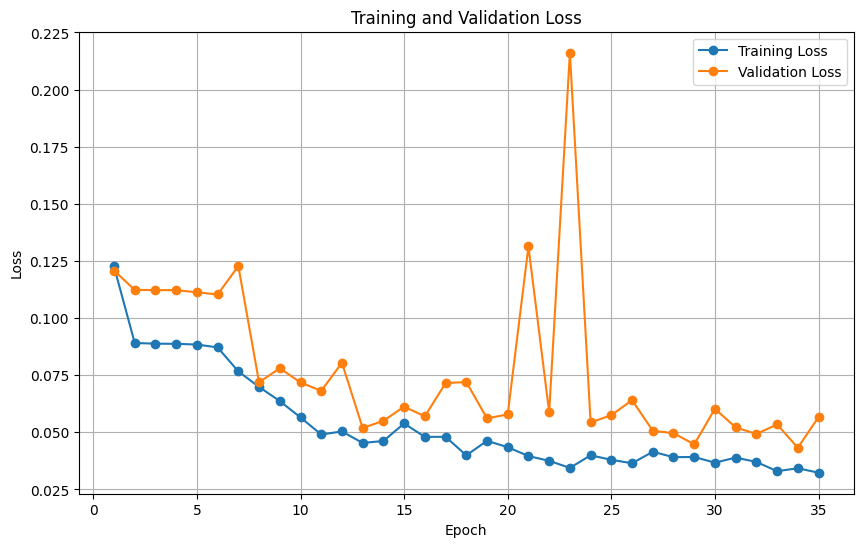 Training and Validation Loss
Training Loss
Validation Loss
Loss
0.225
0.200
0.175
0.150
0.125
0.100
0.075
0.050
0.025
0 5 10 15 20 25 30 35
Epoch